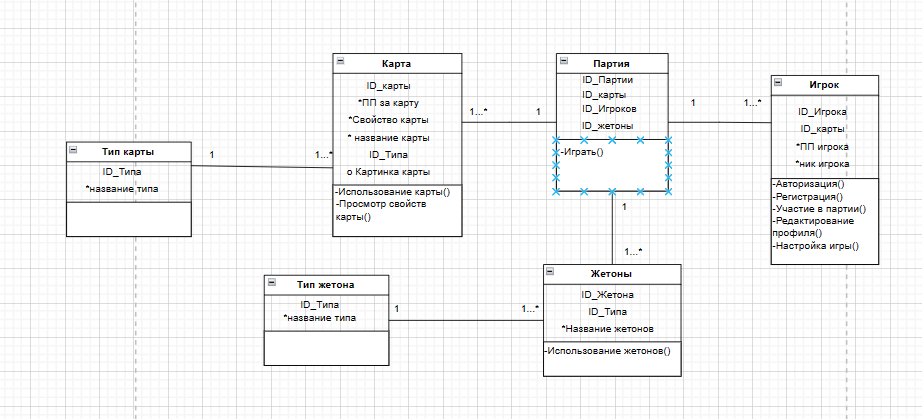 Карта
ID_карты
*ПП за карту
*Свойство карты
* название карты
ID_Типа
о Картинка карты
-Использование карты()
-Просмотр свойств
карты()
Партия
ID_Партии
ID_карты
ID_Игроков
ID_жетоны
-Играть()
Игрок
ID_Игрока
ID_карты
*ПП игрока
*ник игрока
-Авторизация()
-Регистрация()
-Участие в партии()
-Редактирование
профиля()
-Настройка игры()
Тип карты
ID_Типа
*название типа
1
1...*
1...*
1
1
1...*
1
1...*
Тип жетона
ID_Типа
*название типа
1
1...*
Жетоны
ID_Жетона
ID_Типа
*Название жетонов
-Использование жетонов()